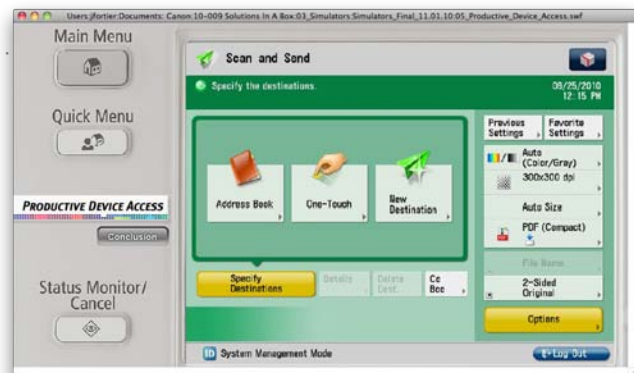 Users:jfortier:Documents: Canon:10-009 Solutions In A Box:03_Simulators:Simulators_Final_11.01.10:05_Productive_Device_Access.swf
Main Menu
Quick Menu
PRODUCTIVE DEVICE ACCESS
Conclusion
Status Monitor/
Cancel
Scan and Send
Specify the destinations.
08/25/2010
12:15 PM
Address Book
One-Touch
New
Destination
Previous
Settings
Favorite
Settings
Auto
(Color/Gray)
300x300 dpi
Auto Size
PDF (Compact)
File Name
2-Sided
Original
Options
Specify
Destinations
Details
Delete
Dest.
Cc
Bcc
ID System Management Mode
Log Out